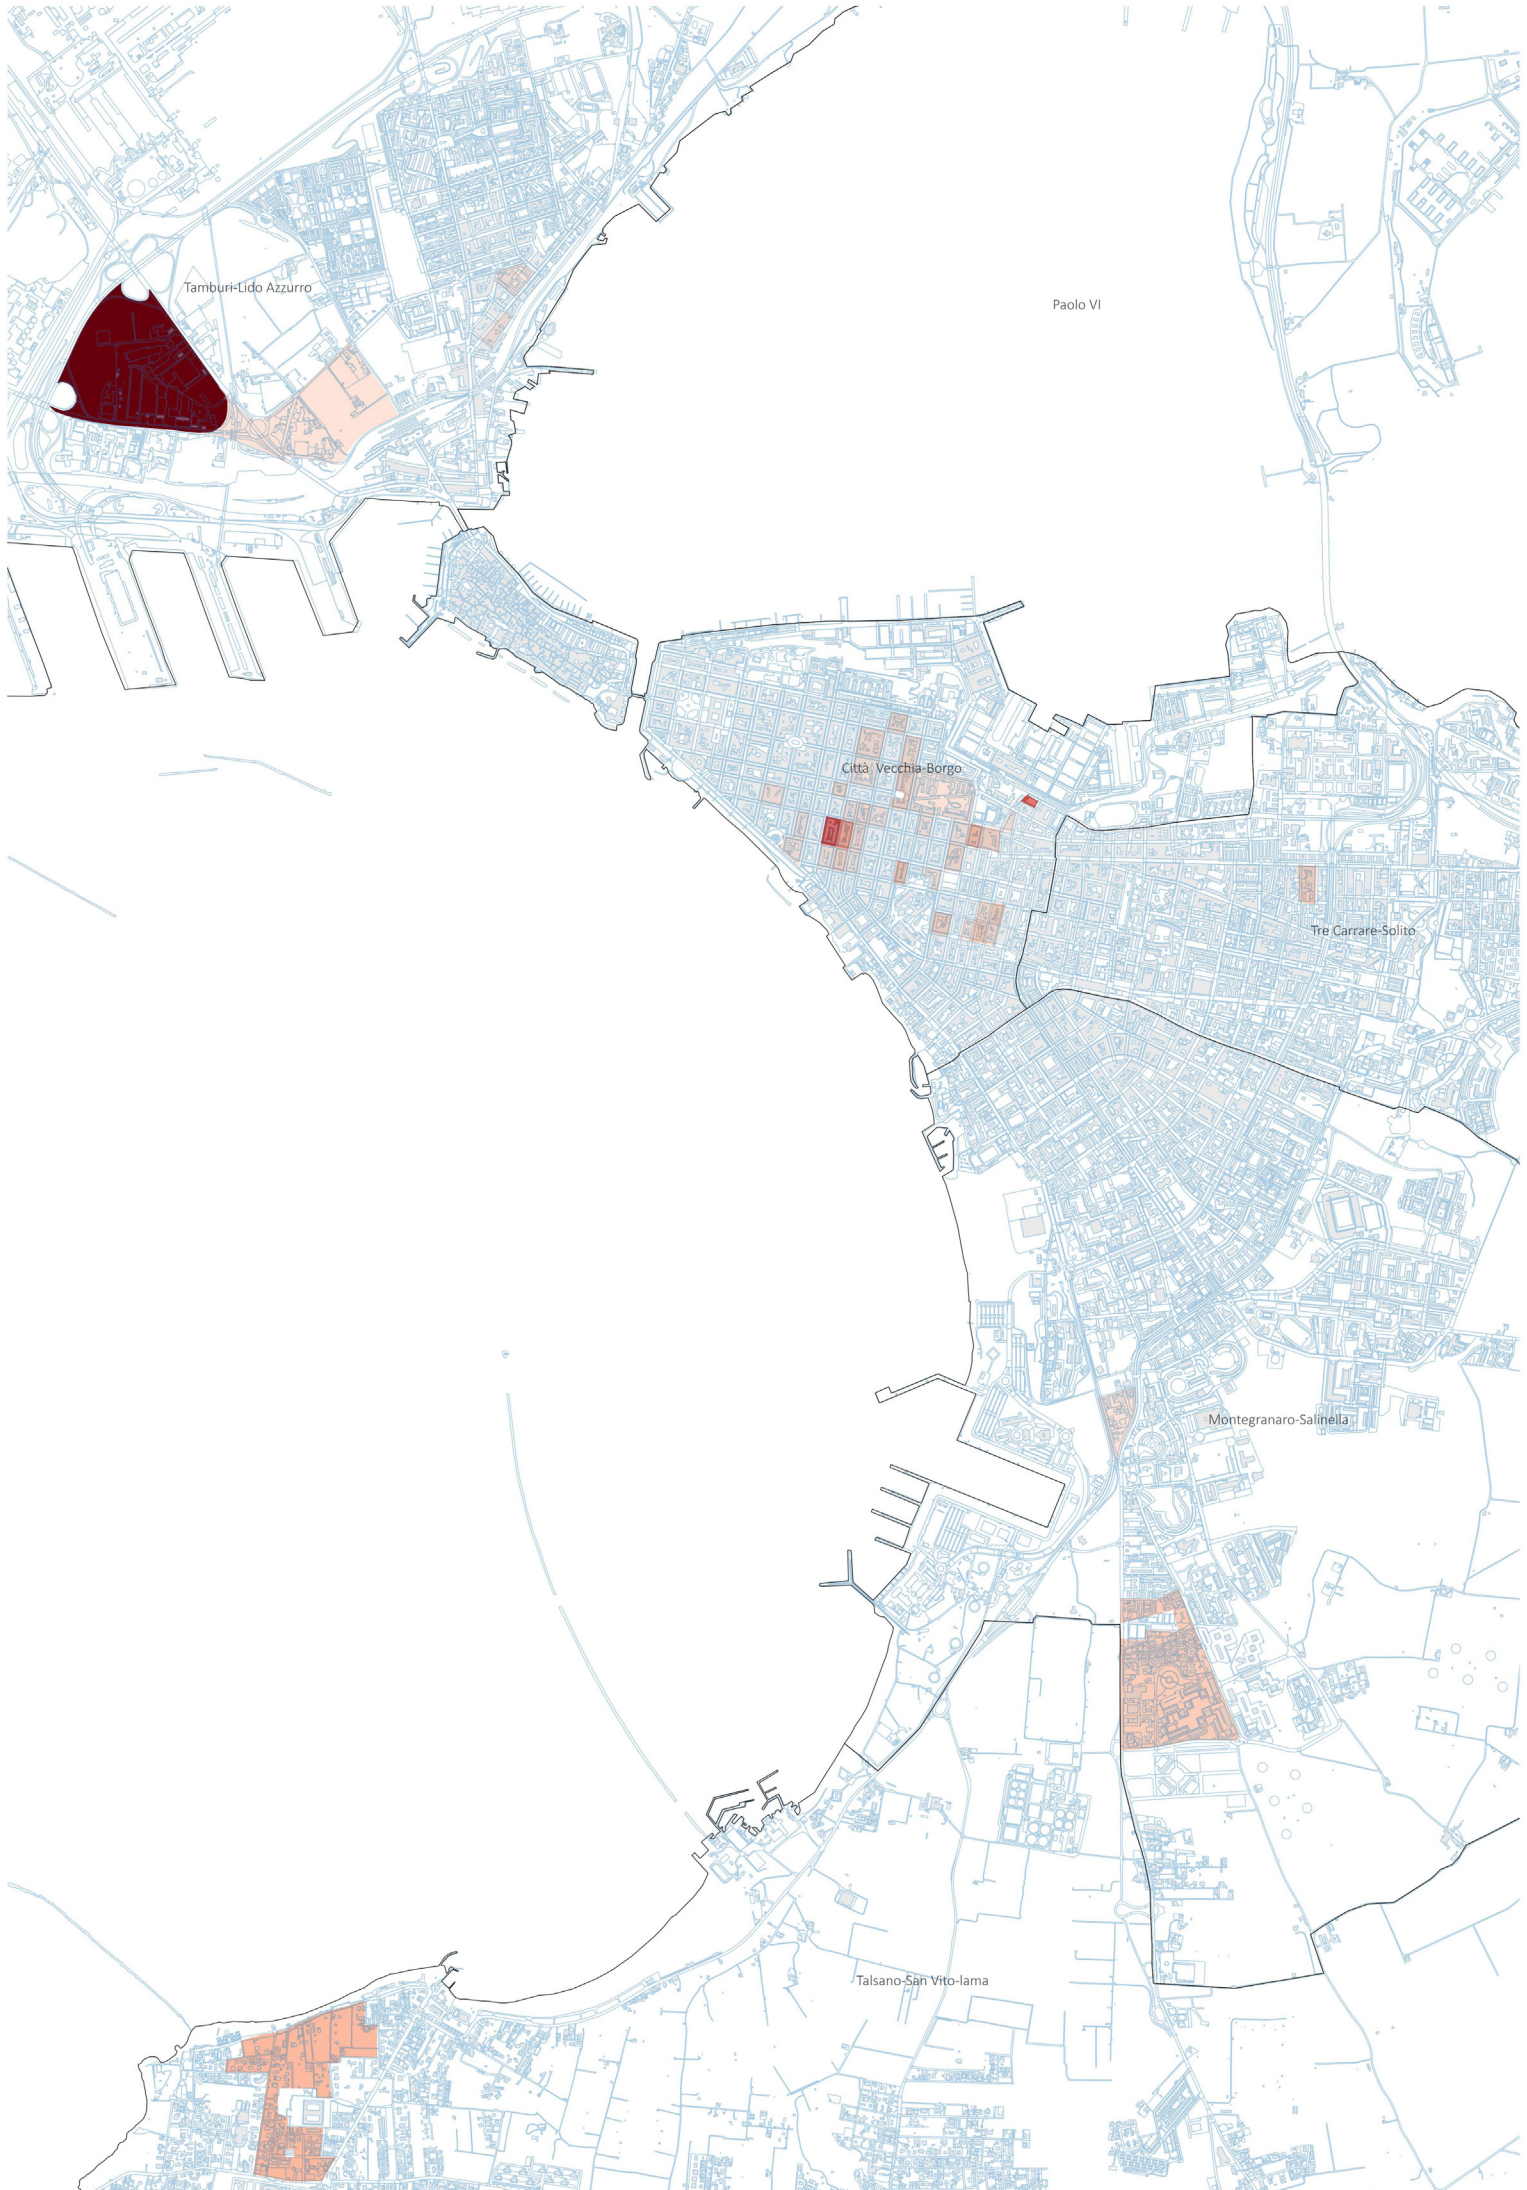 Tamburi-Lido Azzurro
Paolo VI
Città Vecchia-Borgo
Tre Carrare-Solito
Montegranaro-Salinella
Talsano-San Vito-lama